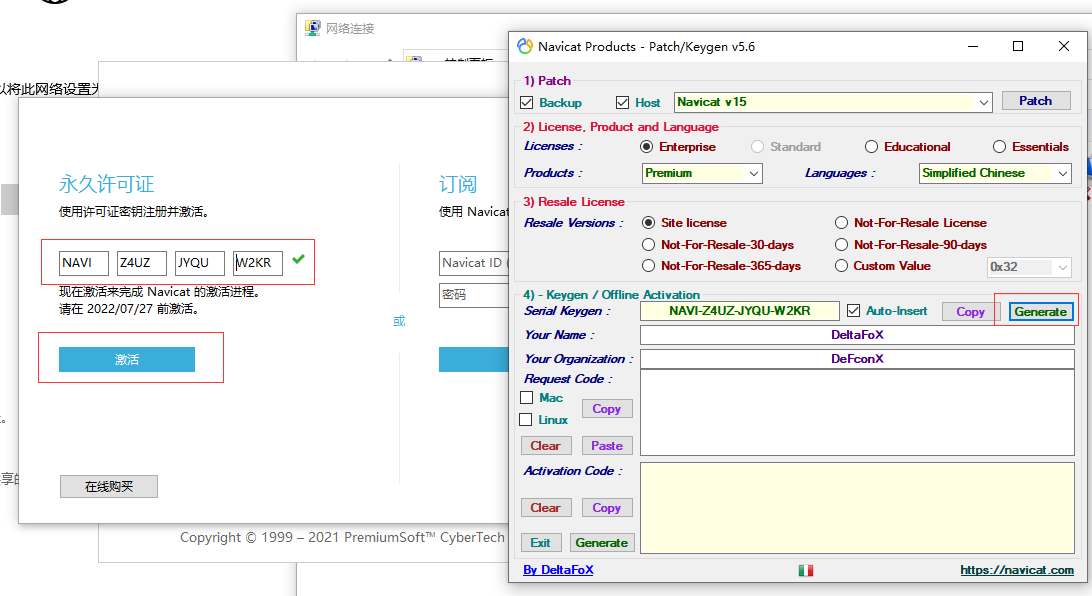 网络连接
以将此网络设置为
Navicat Products - Patch/Keygen v5.6
1) Patch
Backup
Host
Navicat v15
Patch
2) License, Product and Language
Licenses :
Enterprise
Standard
Educational
Essentials
Products :
Premium
Languages :
Simplified Chinese
3) Resale License
Resale Versions :
Site license
Not-For-Resale License
Not-For-Resale-30-days
Not-For-Resale-90-days
Not-For-Resale-365-days
Custom Value
0x32
4) - Keygen / Offline Activation
Serial Keygen :
NAVI-Z4UZ-JYQU-W2KR
Auto-Insert
Copy
Generate
Your Name :
DeltaFoX
Your Organization :
DeFconX
Request Code :
Mac
Linux
Copy
Clear
Paste
Activation Code :
Clear
Copy
Exit
Generate
By DeltaFoX
https://navicat.com
永久许可证
使用许可证密钥注册并激活。
NAVI
Z4UZ
JYQU
W2KR
现在激活来完成 Navicat 的激活进程。
请在 2022/07/27 前激活。
激活
或
订阅
使用 Navicat
Navicat ID (
密码
在线购买
Copyright © 1999 – 2021 PremiumSoft™ CyberTech